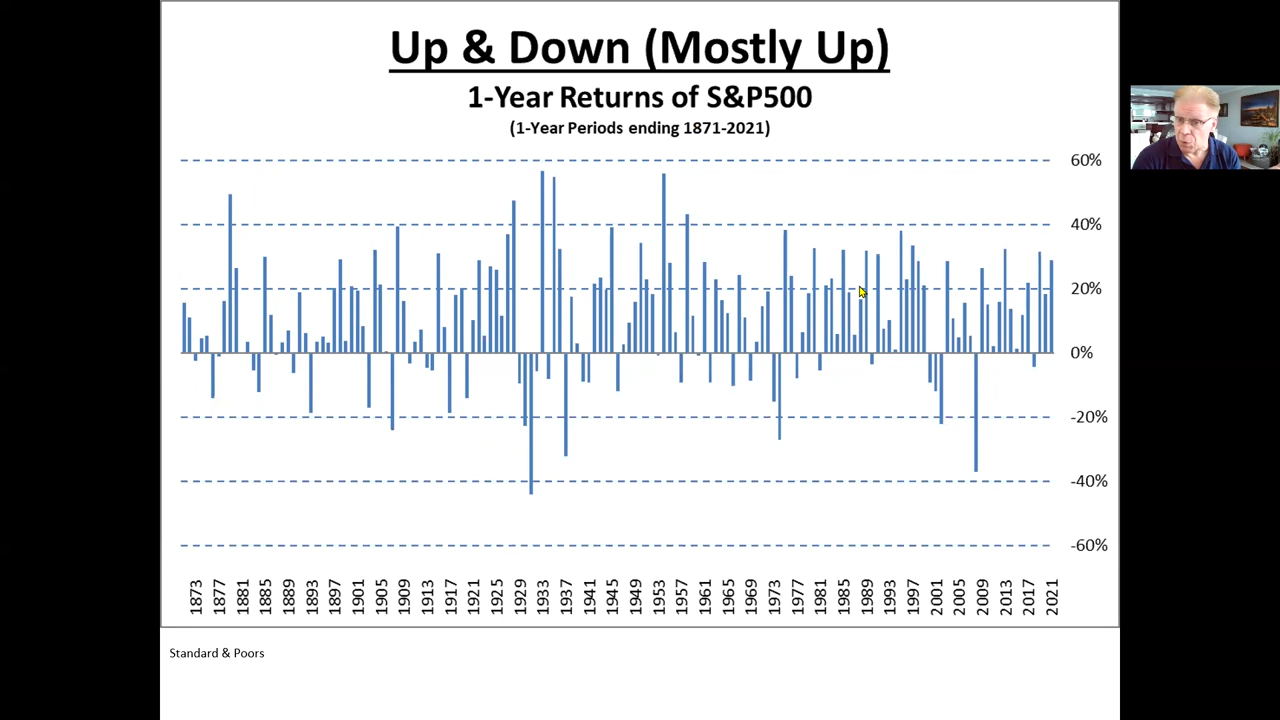 Up & Down (Mostly Up)
1-Year Returns of S&P500
(1-Year Periods ending 1871-2021)
60%
40%
20%
0%
-20%
-40%
-60%
1873 1877 1881 1885 1889 1893 1897 1901 1905 1909 1913 1917 1921 1925 1929 1933 1937 1941 1945 1949 1953 1957 1961 1965 1969 1973 1977 1981 1985 1989 1993 1997 2001 2005 2009 2013 2017 2021
Standard & Poors